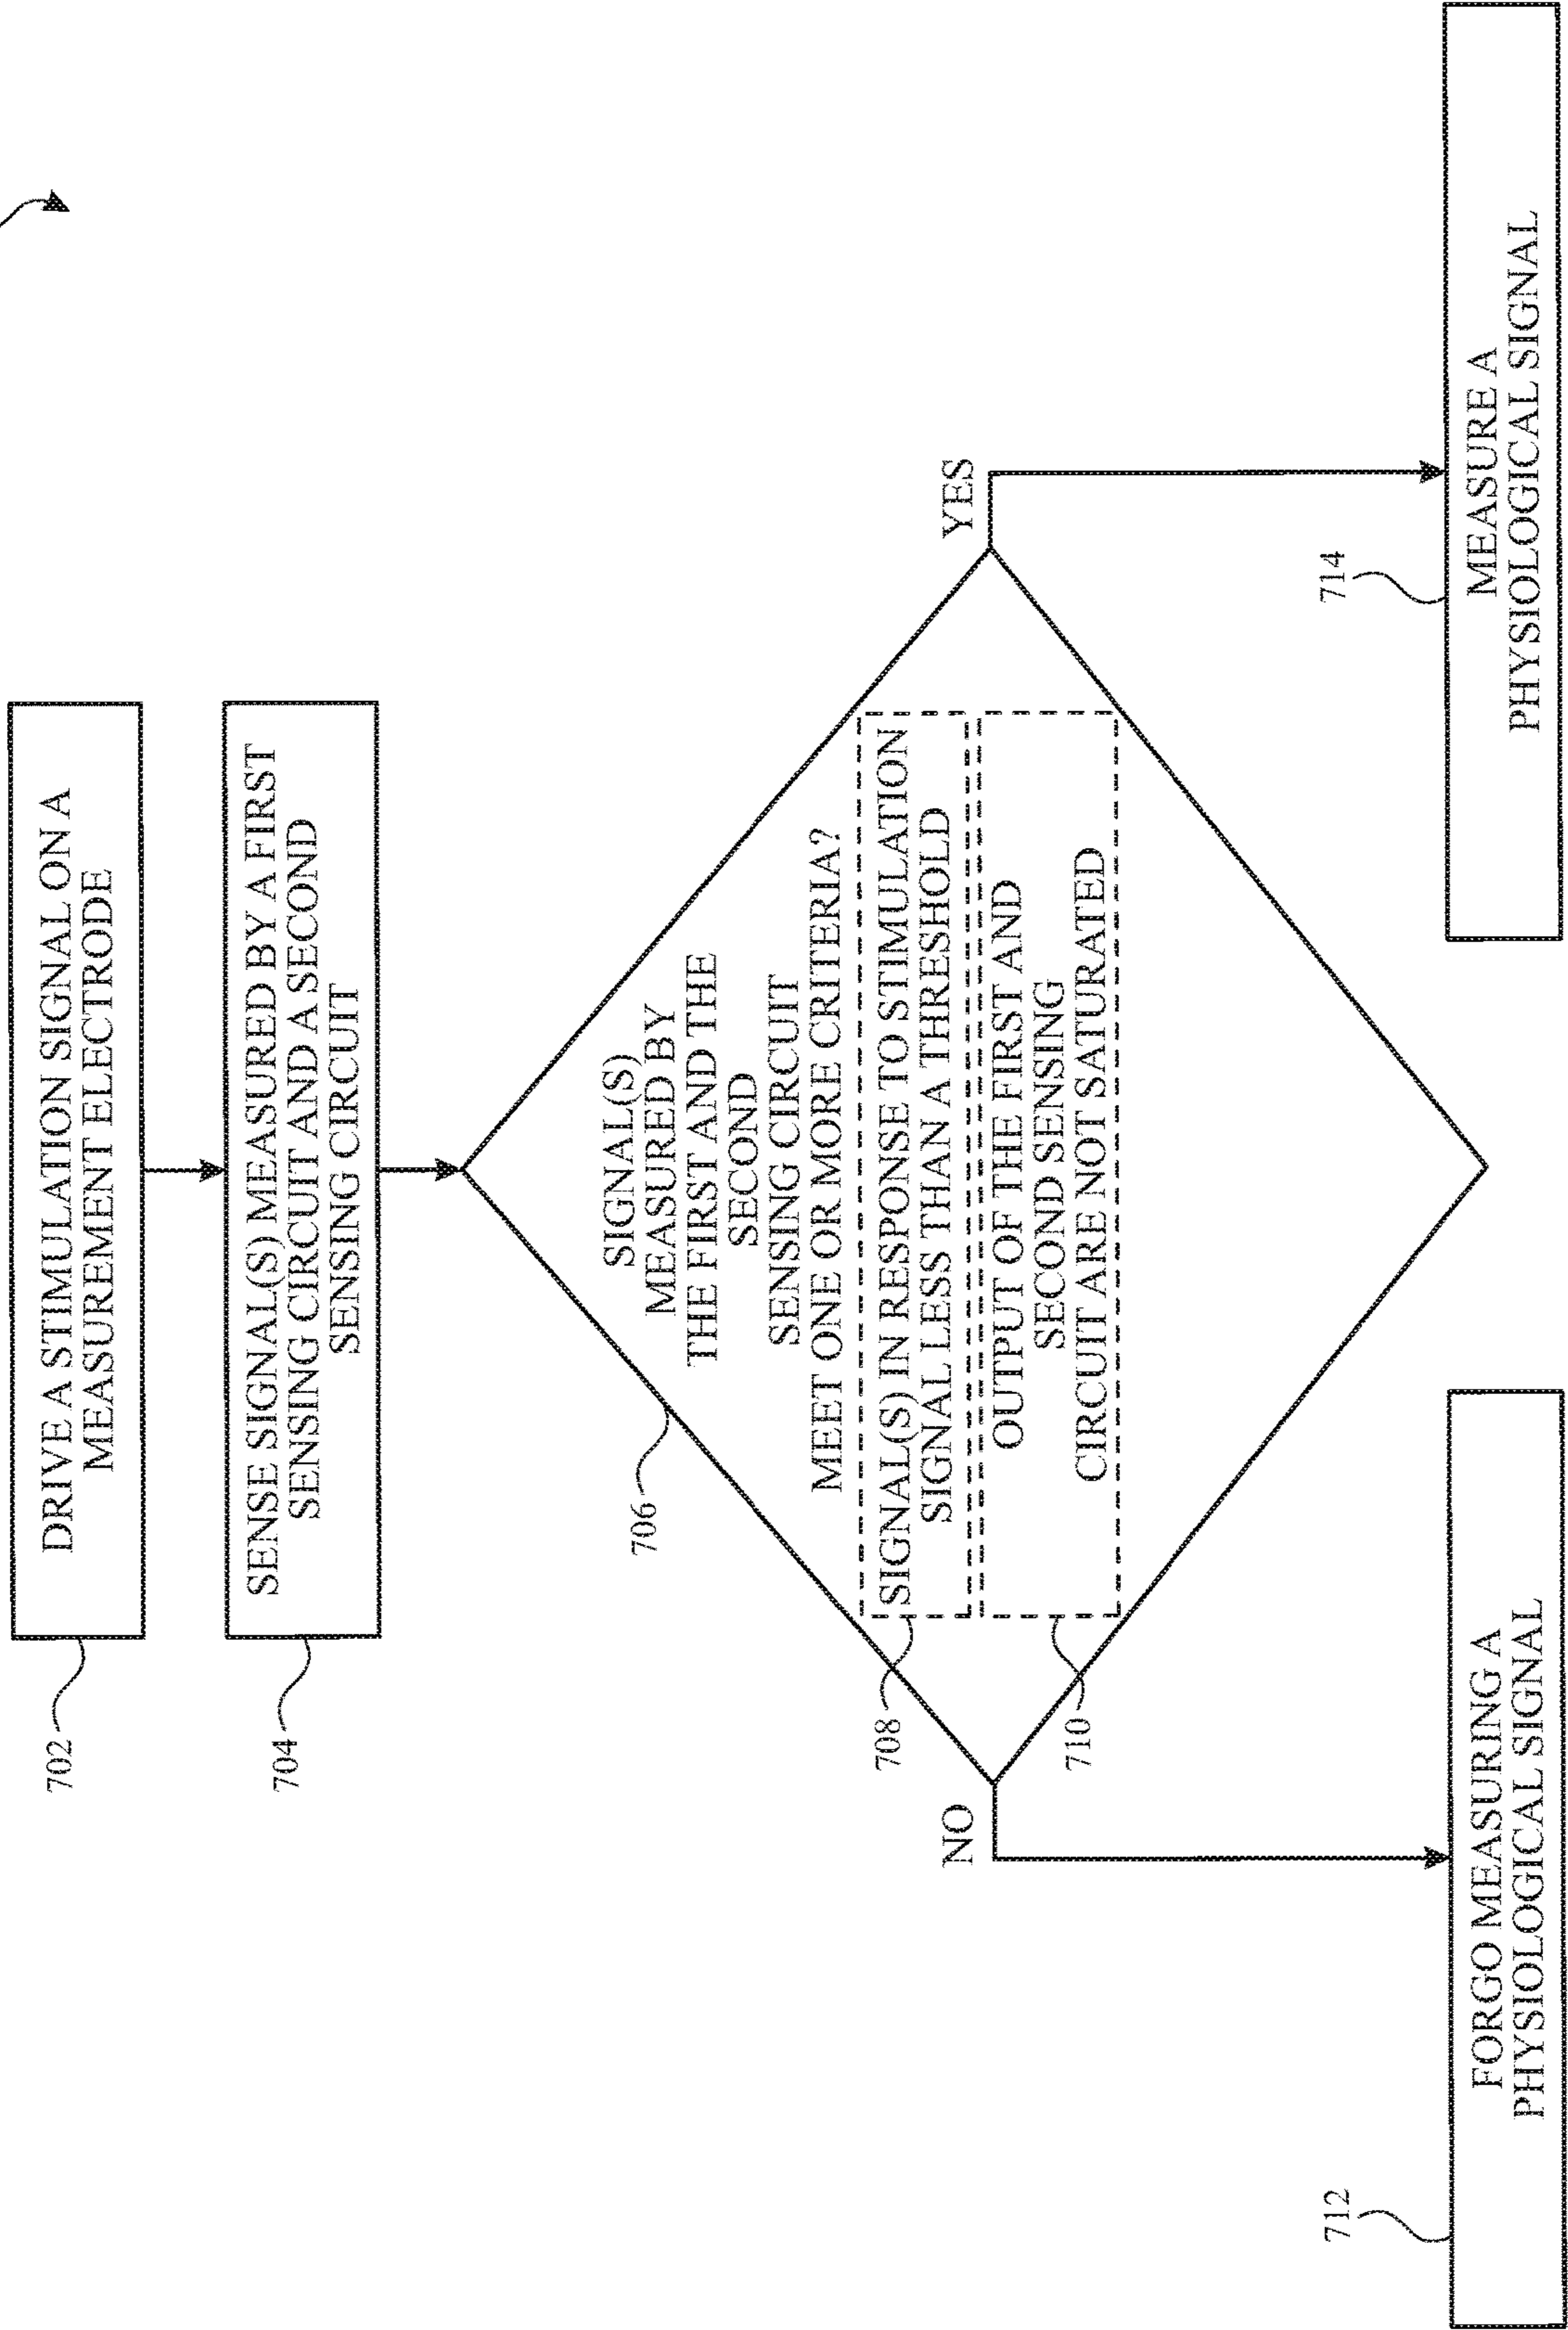 702
DRIVE A STIMULATION SIGNAL ON A
MEASUREMENT ELECTRODE
704
SENSE SIGNAL(S) MEASURED BY A FIRST
SENSING CIRCUIT AND A SECOND
SENSING CIRCUIT
706
SIGNAL(S)
MEASURED BY
THE FIRST AND THE
SECOND
SENSING CIRCUIT
MEET ONE OR MORE CRITERIA?
708
SIGNAL(S) IN RESPONSE TO STIMULATION
SIGNAL LESS THAN A THRESHOLD
710
OUTPUT OF THE FIRST AND
SECOND SENSING
CIRCUIT ARE NOT SATURATED
NO
YES
712
FORGO MEASURING A
PHYSIOLOGICAL SIGNAL
714
MEASURE A
PHYSIOLOGICAL SIGNAL